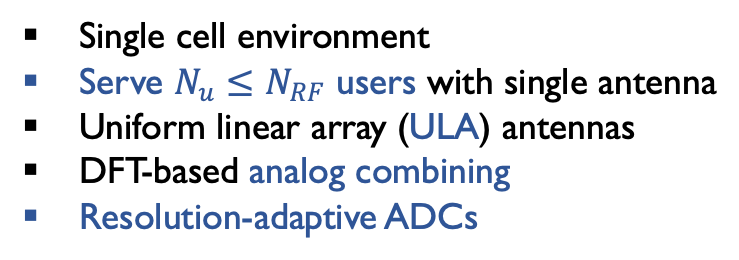 ▪ Single cell environment
▪ Serve N_u ≤ N_RF users with single antenna
▪ Uniform linear array (ULA) antennas
▪ DFT-based analog combining
▪ Resolution-adaptive ADCs